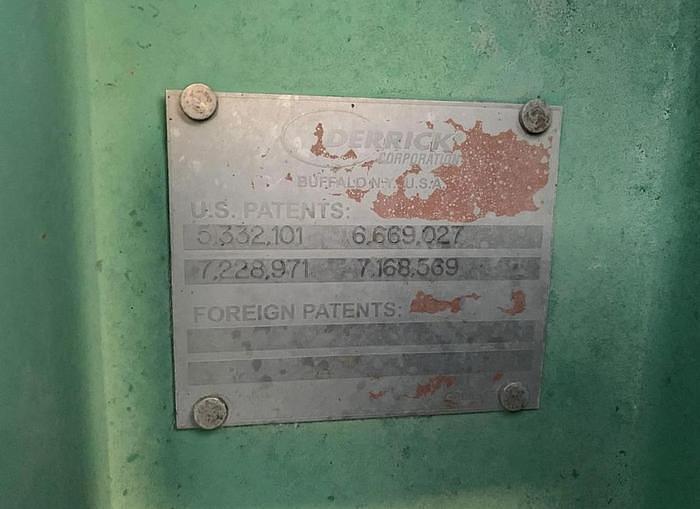 DERRICK
CORPORATION
BUFFALO N.Y. U.S.A.
U.S. PATENTS:
5,332,101 6,669,027
7,228,971 7,168,569
FOREIGN PATENTS: